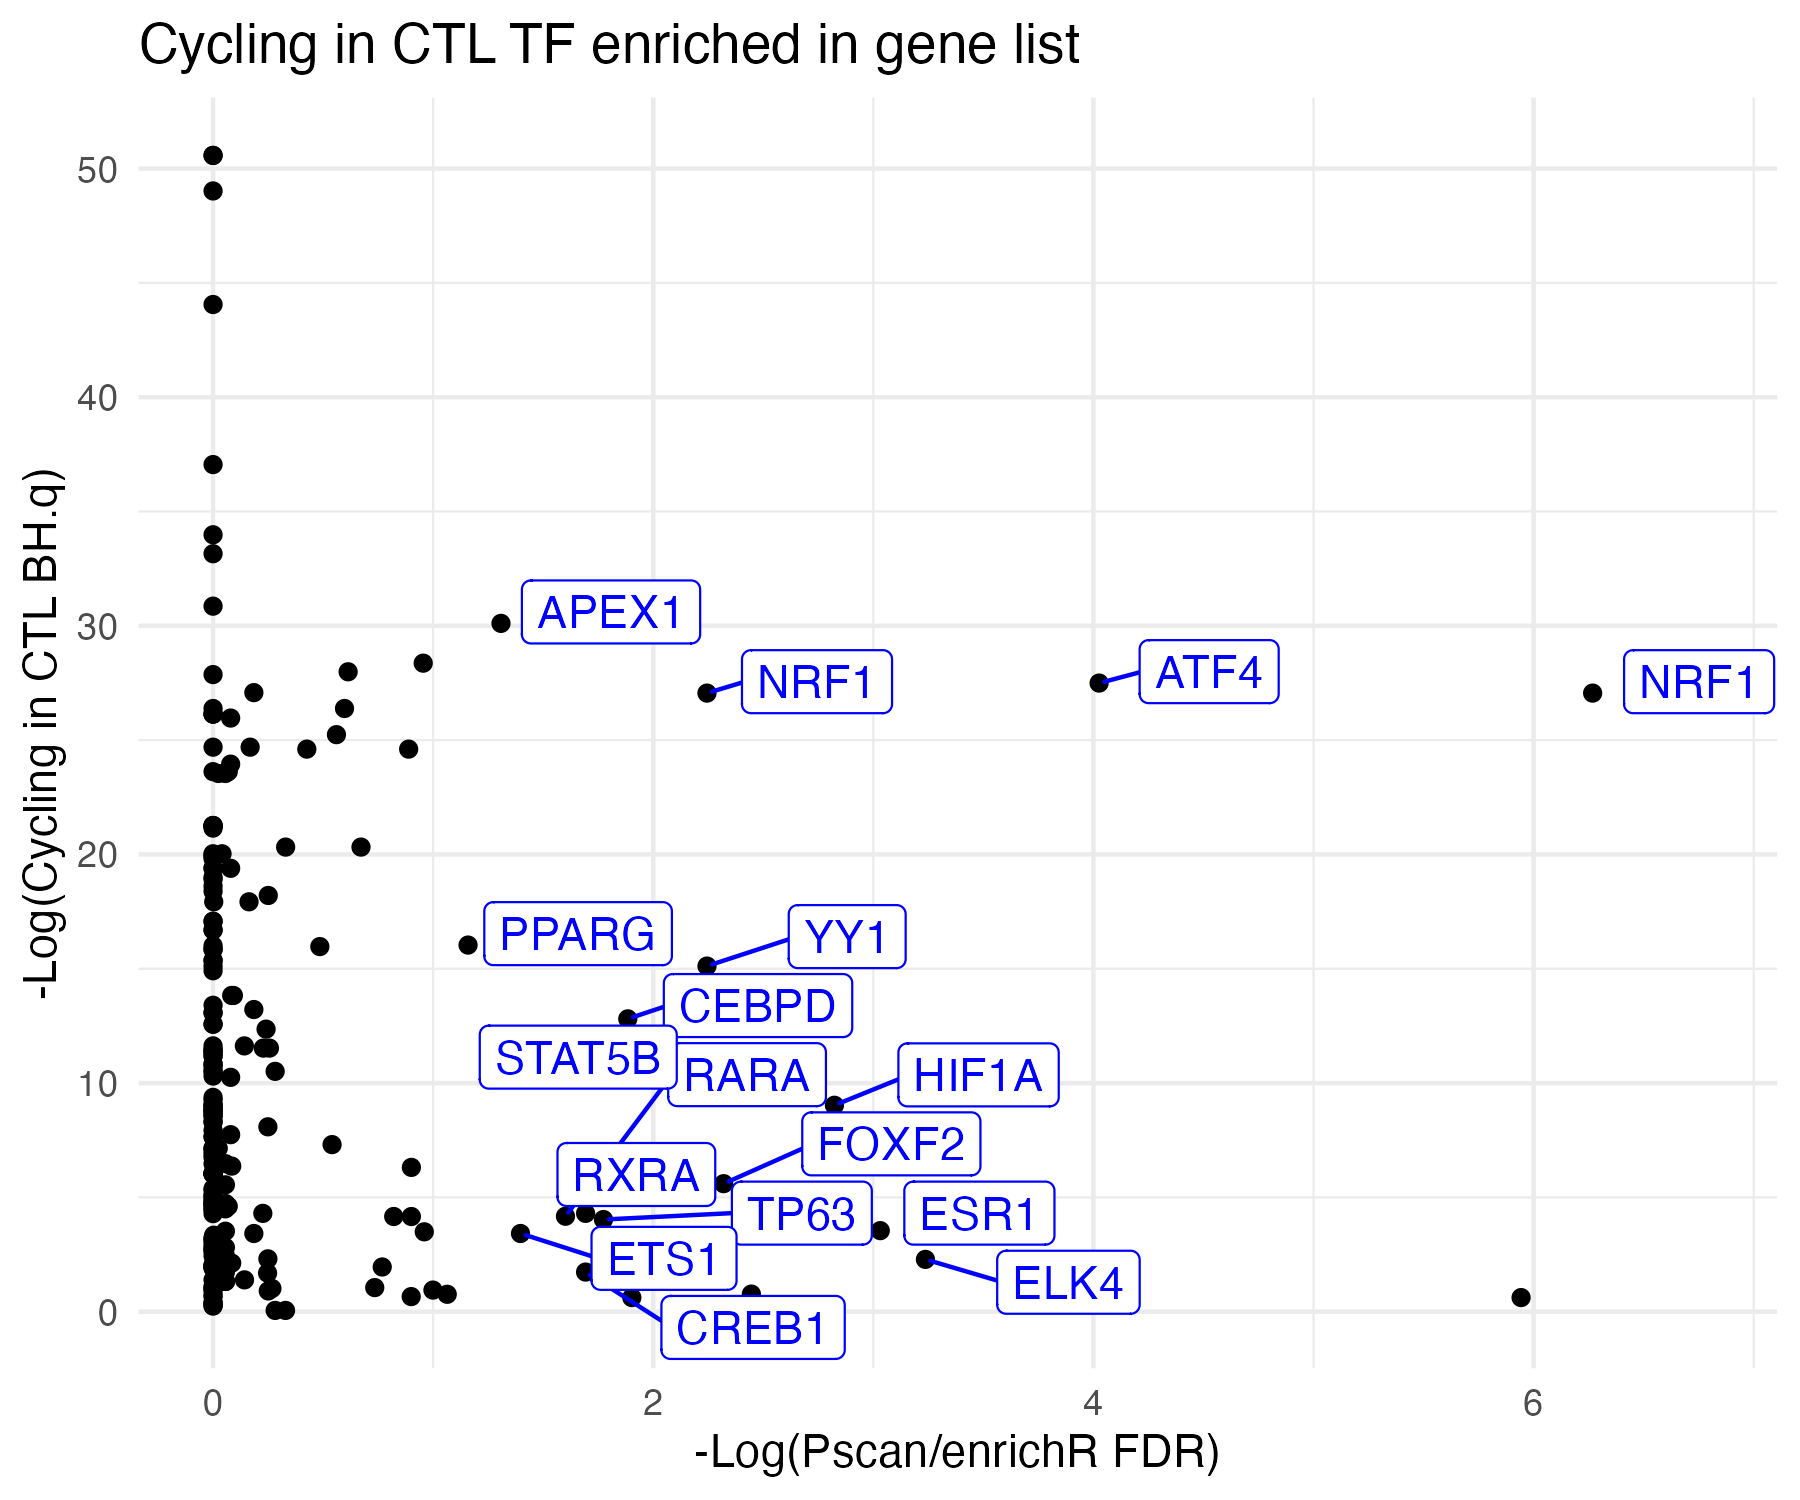 Cycling in CTL TF enriched in gene list
-Log(Cycling in CTL BH.q)
50
40
30
20
10
0
APEX1
NRF1
ATF4
NRF1
PPARG
YY1
CEBPD
STAT5B
RARA
HIF1A
FOXF2
RXRA
TP63
ESR1
ETS1
ELK4
CREB1
0
2
4
6
-Log(Pscan/enrichR FDR)